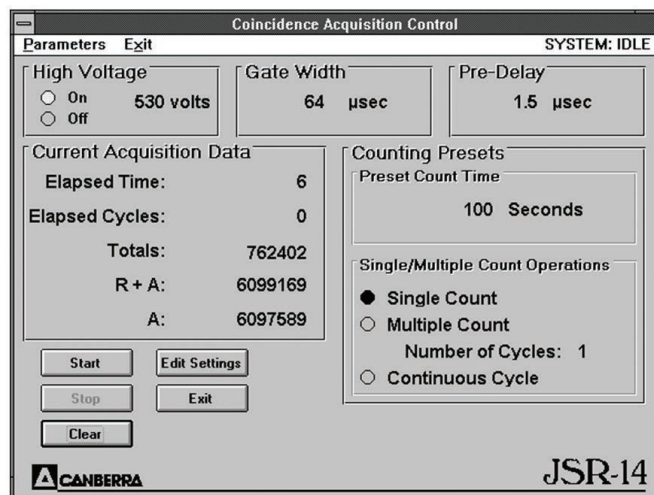 Coincidence Acquisition Control
Parameters Exit SYSTEM: IDLE
High Voltage
On 530 volts
Off
Gate Width
64 µsec
Pre-Delay
1.5 µsec
Current Acquisition Data
Elapsed Time: 6
Elapsed Cycles: 0
Totals: 762402
R + A: 6099169
A: 6097589
Counting Presets
Preset Count Time
100 Seconds
Single/Multiple Count Operations
Single Count
Multiple Count
Number of Cycles: 1
Continuous Cycle
Start Edit Settings
Stop Exit
Clear
CANBERRA JSR-14